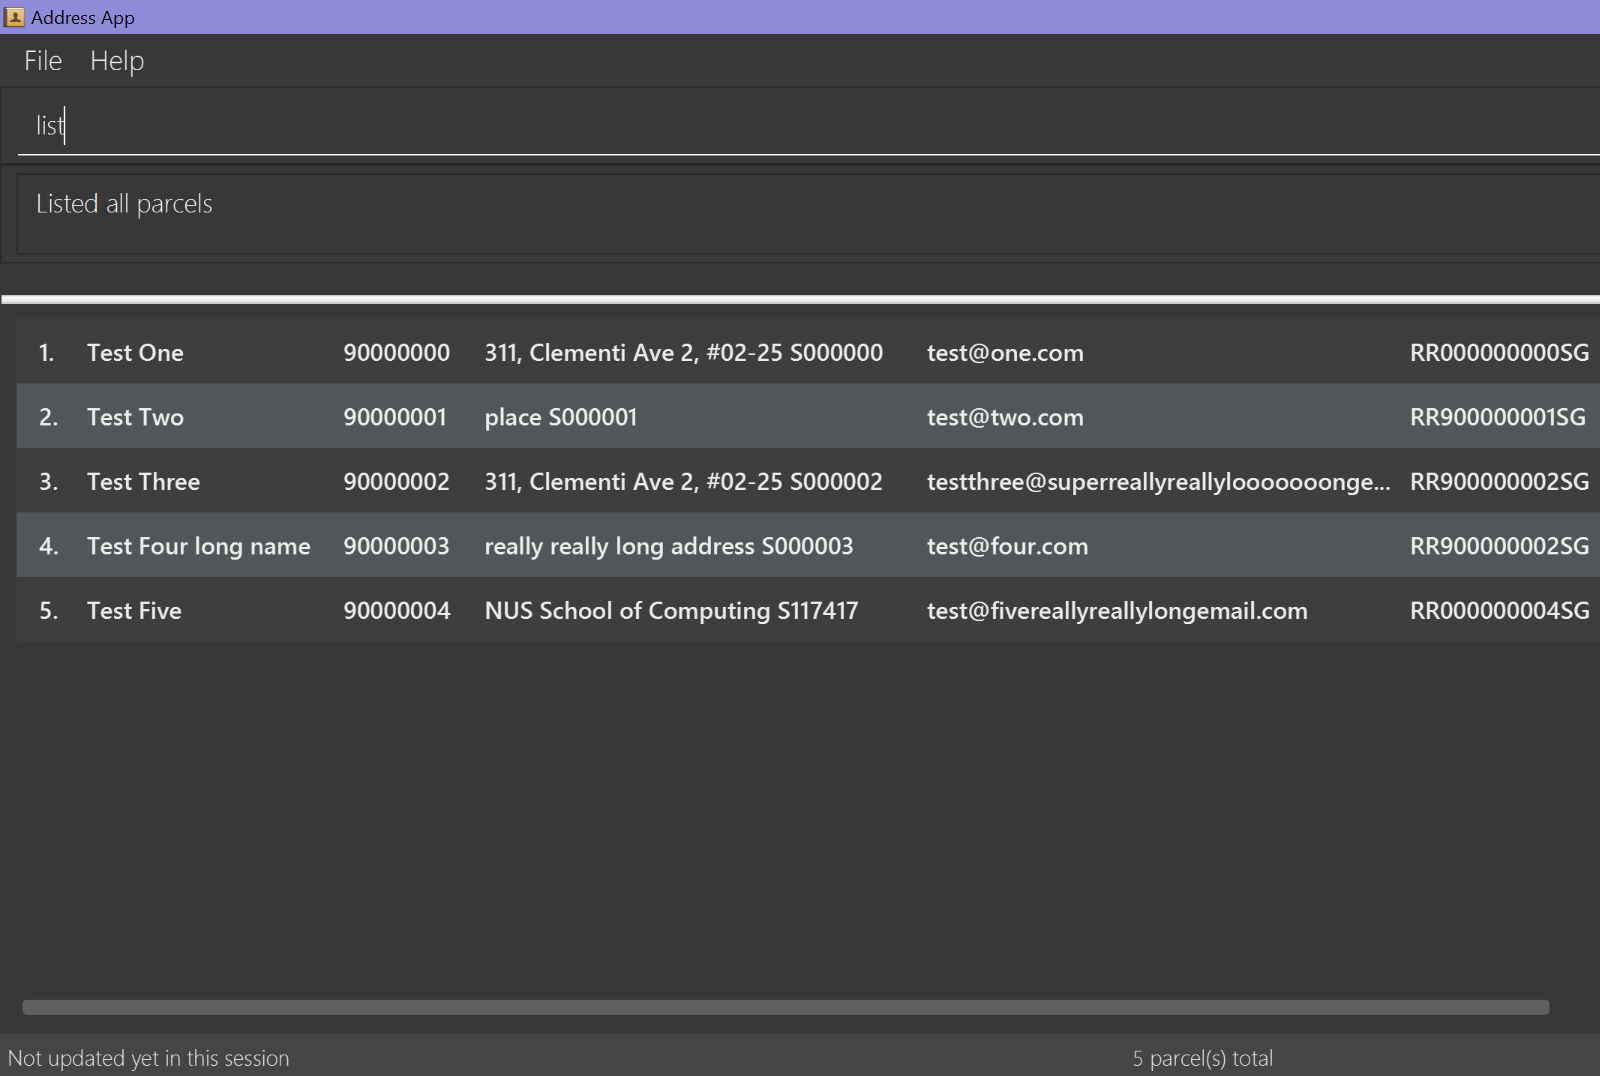 Address App
File Help
list
Listed all parcels
1. Test One 90000000 311, Clementi Ave 2, #02-25 S000000 test@one.com RR000000000SG
2. Test Two 90000001 place S000001 test@two.com RR900000001SG
3. Test Three 90000002 311, Clementi Ave 2, #02-25 S000002 testthree@superreallyreallylooooooonge... RR900000002SG
4. Test Four long name 90000003 really really long address S000003 test@four.com RR900000002SG
5. Test Five 90000004 NUS School of Computing S117417 test@fivereallyreallylongemail.com RR000000004SG
Not updated yet in this session 5 parcel(s) total